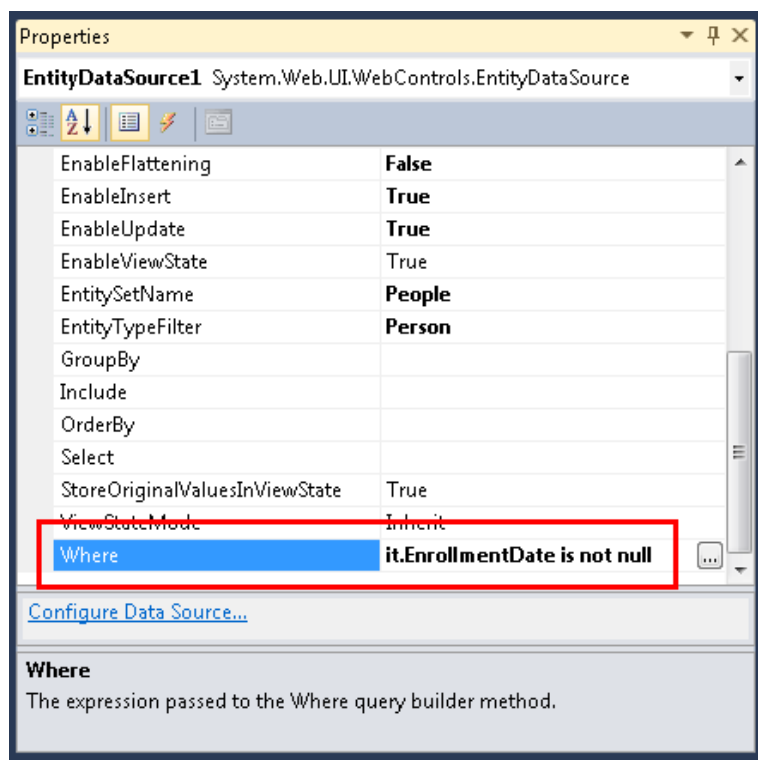 Properties
EntityDataSource1 System.Web.UI.WebControls.EntityDataSource
EnableFlattening False
EnableInsert True
EnableUpdate True
EnableViewState True
EntitySetName People
EntityTypeFilter Person
GroupBy
Include
OrderBy
Select
StoreOriginalValuesInViewState True
ViewStateMode Inherit
Where it.EnrollmentDate is not null ...
Configure Data Source...
Where
The expression passed to the Where query builder method.